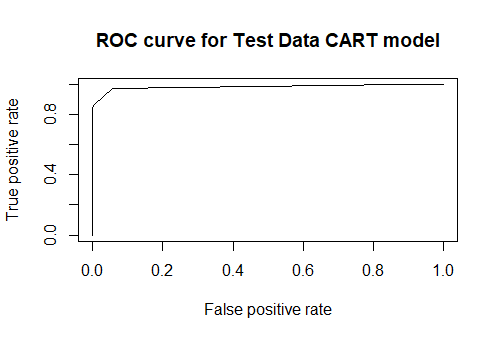 ROC curve for Test Data CART model
True positive rate
0.8
0.4
0.0
0.0 0.2 0.4 0.6 0.8 1.0
False positive rate